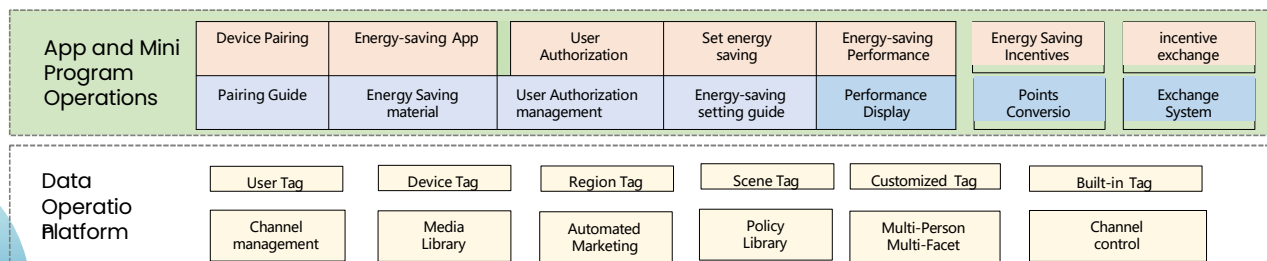 App and Mini
Program
Operations
Device Pairing
Energy-saving App
User
Authorization
Set energy
saving
Energy-saving
Performance
Energy Saving
Incentives
incentive
exchange
Pairing Guide
Energy Saving
material
User Authorization
management
Energy-saving
setting guide
Performance
Display
Points
Conversio
Exchange
System
Data
Operatio
n
Platform
User Tag
Device Tag
Region Tag
Scene Tag
Customized Tag
Built-in Tag
Channel
management
Media
Library
Automated
Marketing
Policy
Library
Multi-Person
Multi-Facet
Channel
control